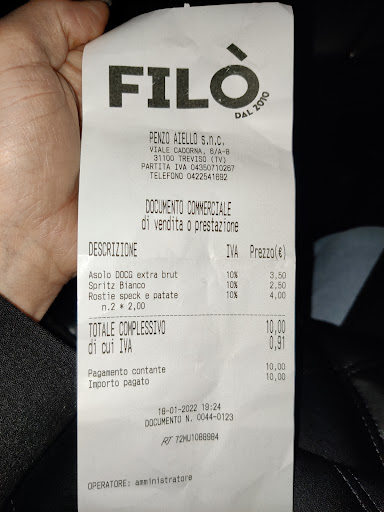 FILÒ
DAL 2010
PENZO AIELLO s.n.c.
VIALE CADORNA, 6/A-B
31100 TREVISO (TV)
PARTITA IVA 04350710267
TELEFONO 0422541892
DOCUMENTO COMMERCIALE
di vendita o prestazione
DESCRIZIONE IVA Prezzo(€)
Asolo DOCG extra brut 10% 3,50
Spritz Bianco 10% 2,50
Rostie speck e patate 10% 4,00
n.2 * 2,00
TOTALE COMPLESSIVO 10,00
di cui IVA 0,91
Pagamento contante 10,00
Importo pagato 10,00
18-01-2022 19:24
DOCUMENTO N. 0044-0123
RT 72MU1088984
OPERATORE: amministratore